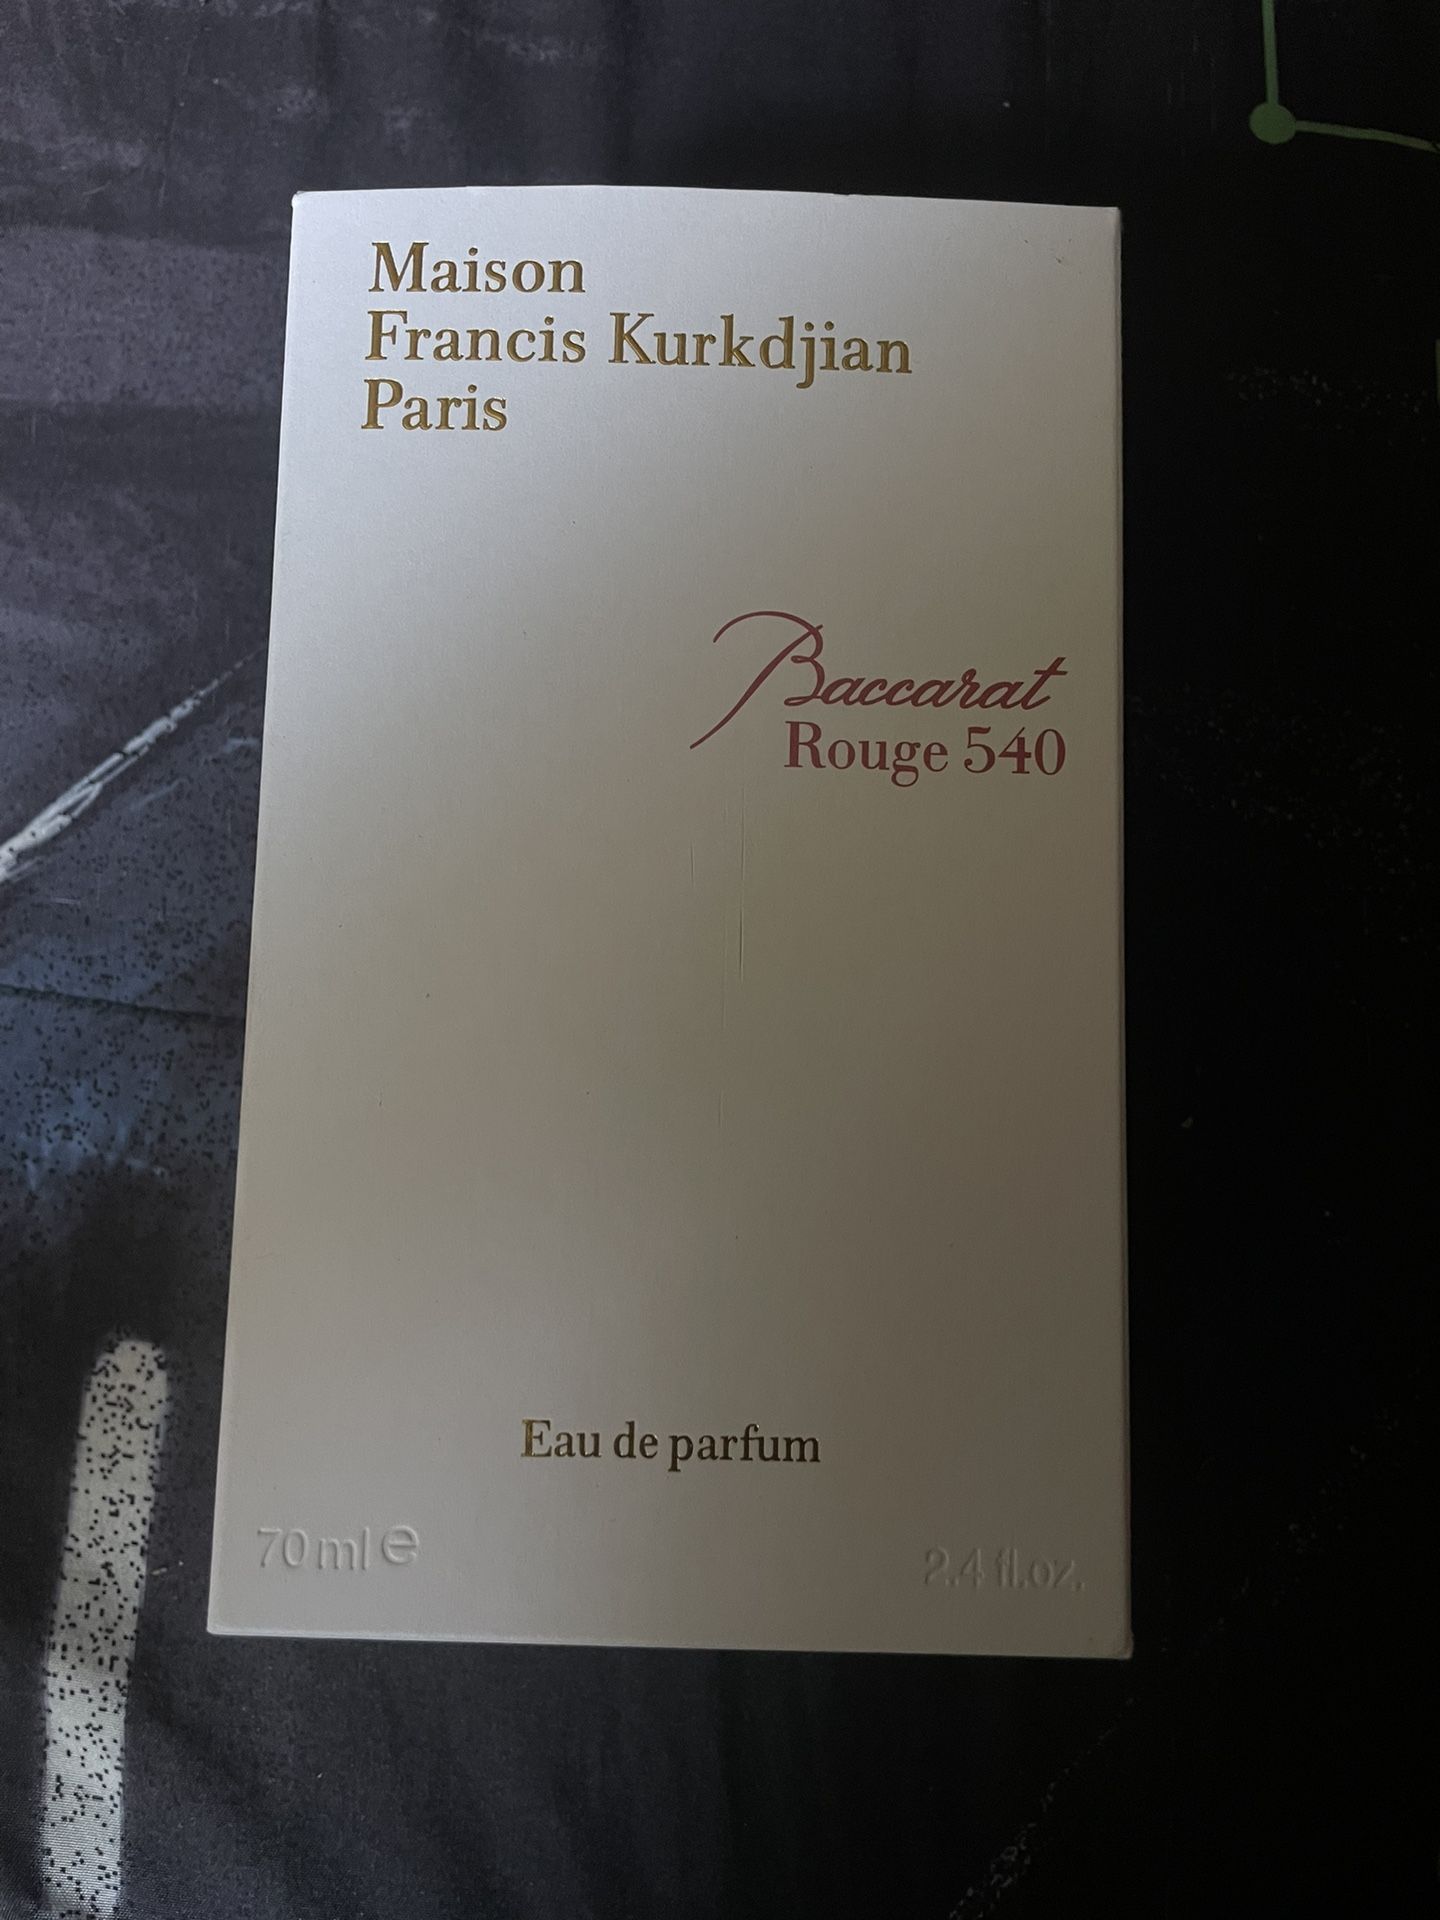 Maison
Francis Kurkdjian
Paris
Baccarat
Rouge 540
Eau de parfum
70 ml ℮
2.4 fl.oz.